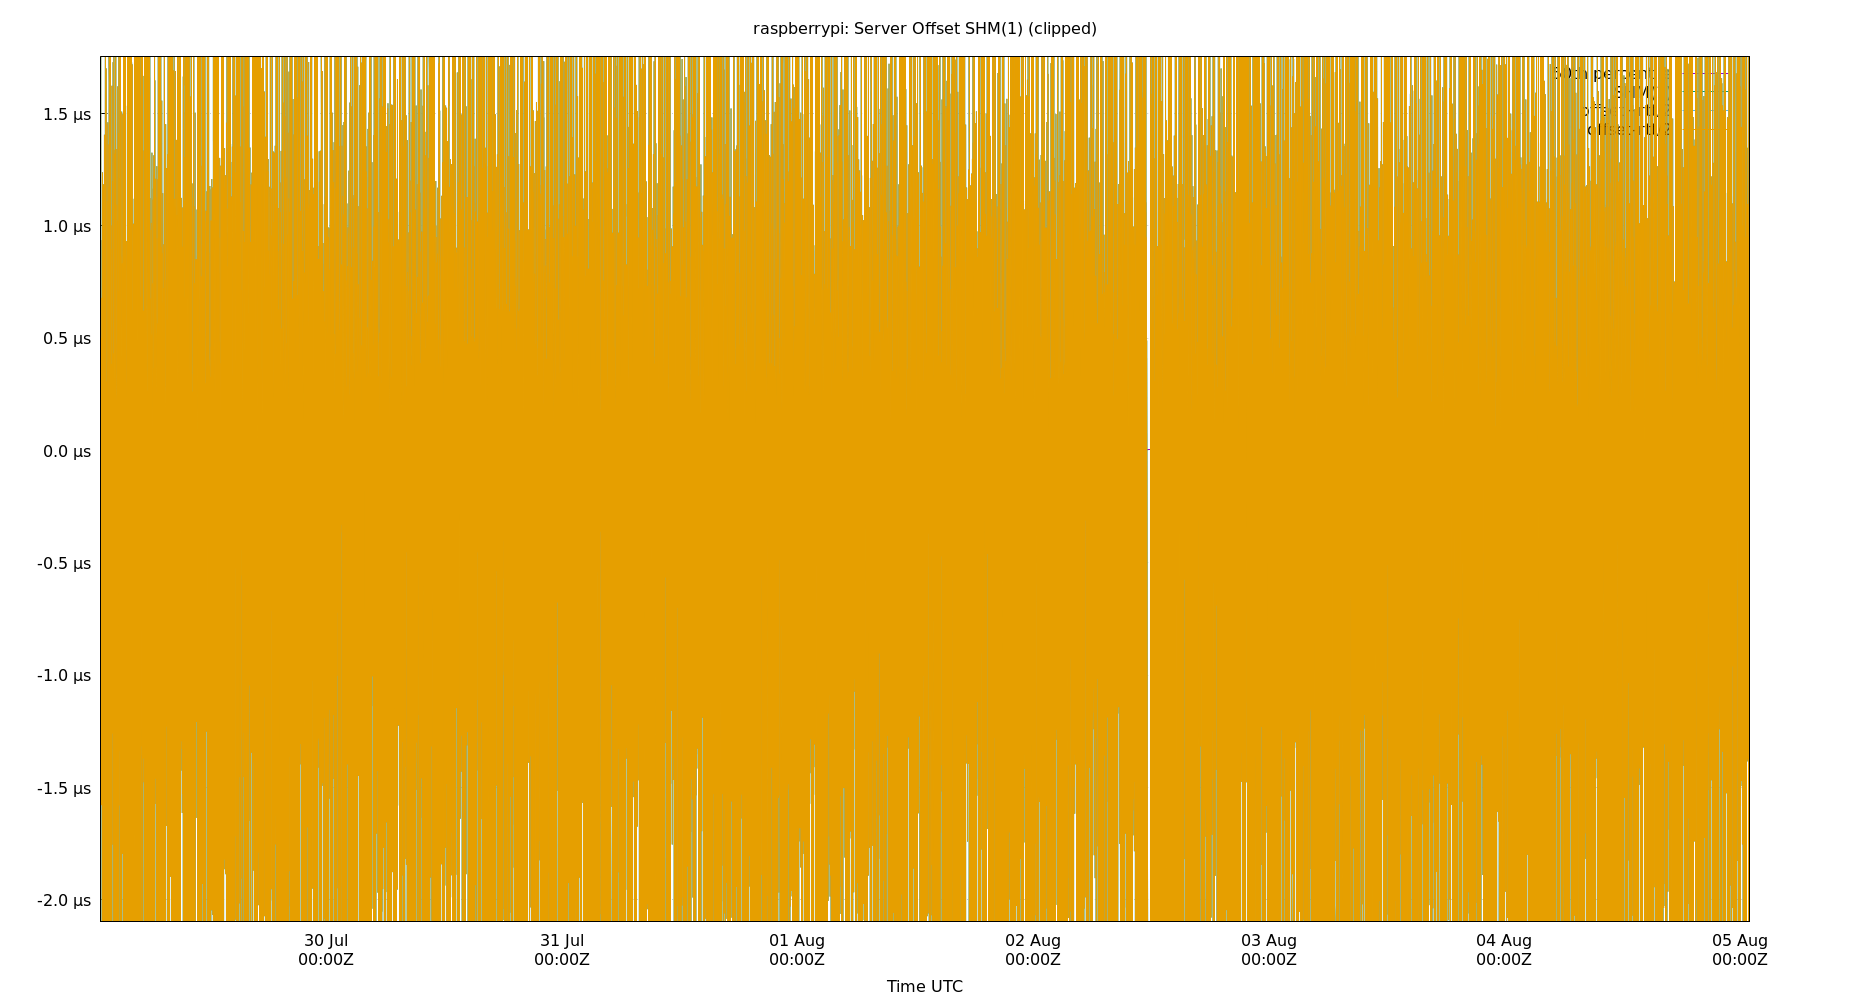 raspberrypi: Server Offset SHM(1) (clipped)
1.5 µs
1.0 µs
0.5 µs
0.0 µs
-0.5 µs
-1.0 µs
-1.5 µs
-2.0 µs
30 Jul
00:00Z
31 Jul
00:00Z
01 Aug
00:00Z
02 Aug
00:00Z
03 Aug
00:00Z
04 Aug
00:00Z
05 Aug
00:00Z
Time UTC